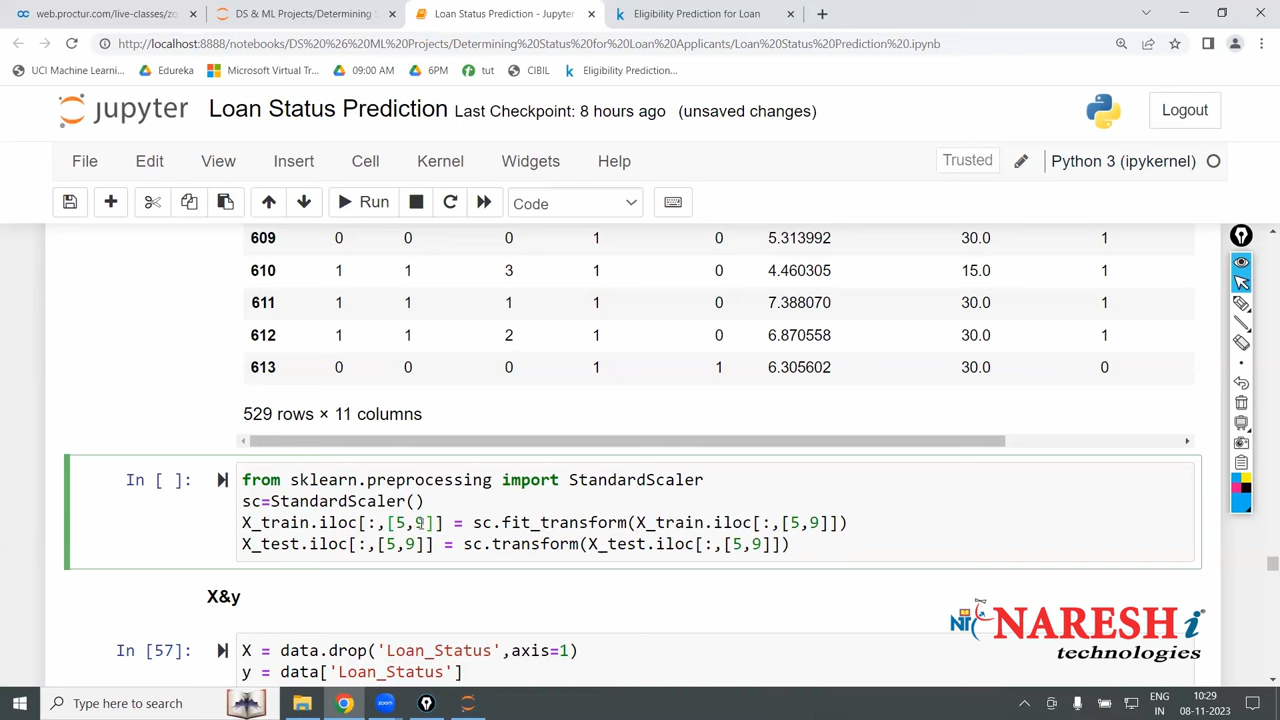 web.proctur.com/live-classes/zo
DS & ML Projects/Determining S
Loan Status Prediction - Jupyter
Eligibility Prediction for Loan
http://localhost:8888/notebooks/DS%20%26%20ML%20Projects/Determining%20Status%20for%20Loan%20Applicants/Loan%20Status%20Prediction%20.ipynb
UCI Machine Learni...
Edureka
Microsoft Virtual Tr...
09:00 AM
6PM
tut
CIBIL
Eligibility Prediction...
jupyter
Loan Status Prediction Last Checkpoint: 8 hours ago (unsaved changes)
Logout
File Edit View Insert Cell Kernel Widgets Help
Trusted
Python 3 (ipykernel)
Run
Code
609 0 0 0 1 0 5.313992 30.0 1
610 1 1 3 1 0 4.460305 15.0 1
611 1 1 1 1 0 7.388070 30.0 1
612 1 1 2 1 0 6.870558 30.0 1
613 0 0 0 1 1 6.305602 30.0 0
529 rows × 11 columns
In [ ]: from sklearn.preprocessing import StandardScaler
sc=StandardScaler()
X_train.iloc[:,[5,9]] = sc.fit_transform(X_train.iloc[:,[5,9]])
X_test.iloc[:,[5,9]] = sc.transform(X_test.iloc[:,[5,9]])
X&y
In [57]: X = data.drop('Loan_Status',axis=1)
y = data['Loan_Status']
NT
NARESH i
technologies
Type here to search
zoom
ENG
IN
10:29
08-11-2023